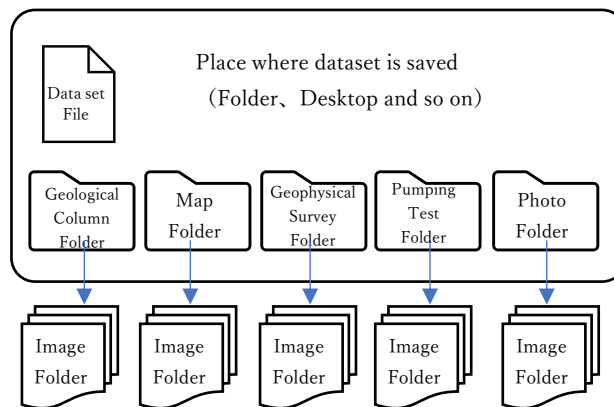 Place where dataset is saved
（Folder、Desktop and so on）
Data set
File
Geological
Column
Folder
Map
Folder
Geophysical
Survey
Folder
Pumping
Test
Folder
Photo
Folder
Image
Folder
Image
Folder
Image
Folder
Image
Folder
Image
Folder